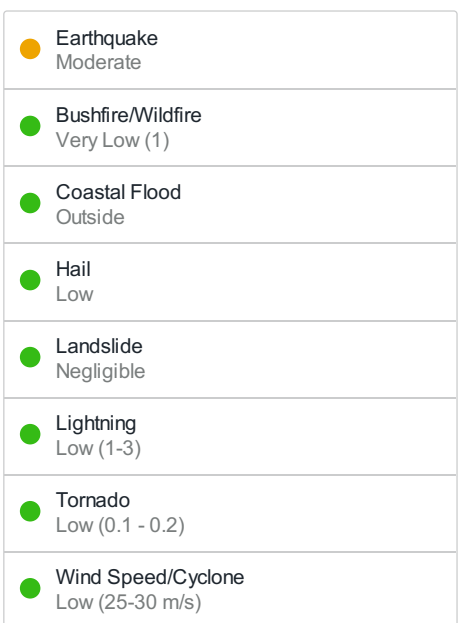 Earthquake
Moderate
Bushfire/Wildfire
Very Low (1)
Coastal Flood
Outside
Hail
Low
Landslide
Negligible
Lightning
Low (1-3)
Tornado
Low (0.1 - 0.2)
Wind Speed/Cyclone
Low (25-30 m/s)